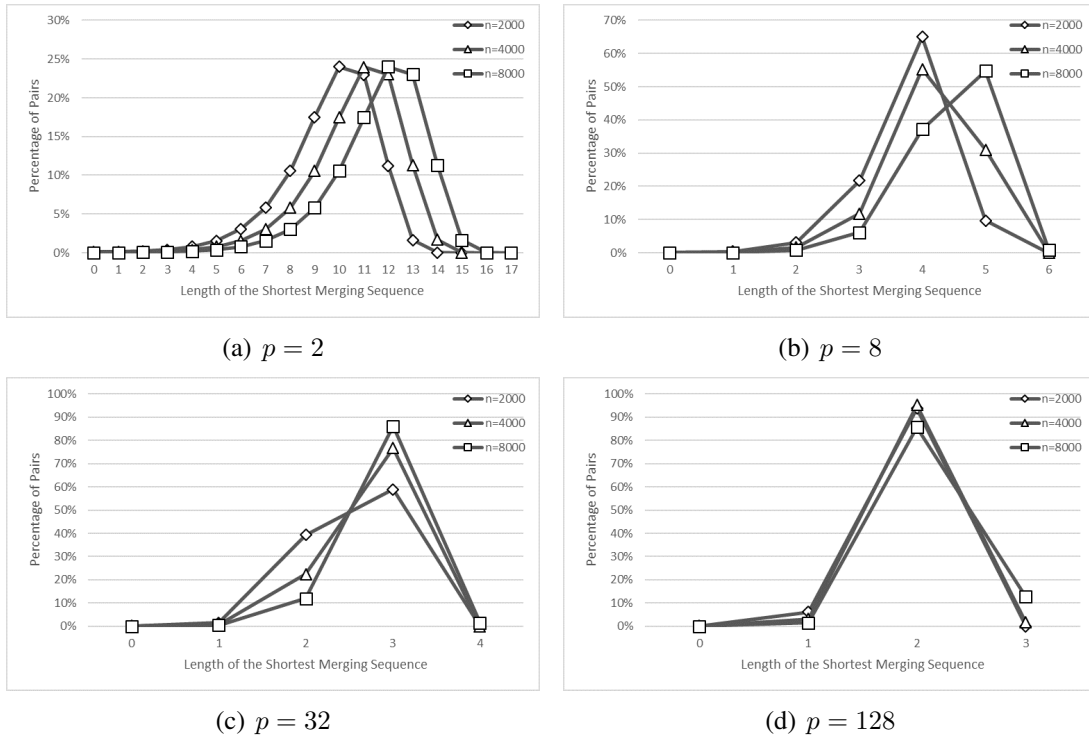 30%
25%
20%
15%
10%
5%
0%
Percentage of Pairs
n=2000
n=4000
n=8000
0 1 2 3 4 5 6 7 8 9 10 11 12 13 14 15 16 17
Length of the Shortest Merging Sequence
(a) p = 2
80%
70%
60%
50%
40%
30%
20%
10%
0%
Percentage of Pairs
n=2000
n=4000
n=8000
0 1 2 3 4 5 6
Length of the Shortest Merging Sequence
(b) p = 8
100%
90%
80%
70%
60%
50%
40%
30%
20%
10%
0%
Percentage of Pairs
n=2000
n=4000
n=8000
0 1 2 3 4
Length of the Shortest Merging Sequence
(c) p = 32
100%
90%
80%
70%
60%
50%
40%
30%
20%
10%
0%
Percentage of Pairs
n=2000
n=4000
n=8000
0 1 2 3
Length of the Shortest Merging Sequence
(d) p = 128